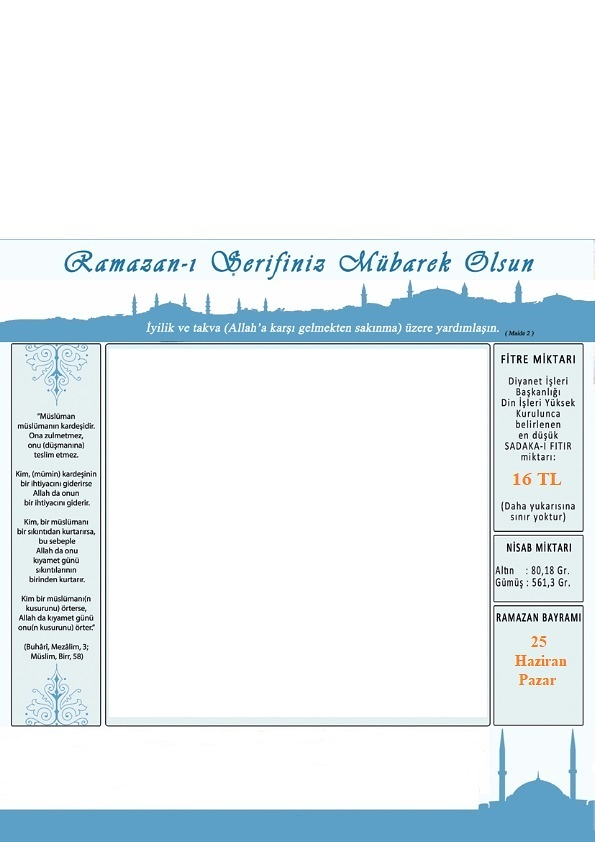 Ramazan-ı Şerifiniz Mübarek Olsun
İyilik ve takva (Allah'a karşı gelmekten sakınma) üzere yardımlaşın. ( Maide 2 )
"Müslüman
müslümanın kardeşidir.
Ona zulmetmez,
onu (düşmanına)
teslim etmez.
Kim, (mümin) kardeşinin
bir ihtiyacını giderirse
Allah da onun
bir ihtiyacını giderir.
Kim, bir müslümanı
bir sıkıntıdan kurtarırsa,
bu sebeple
Allah da onu
kıyamet günü
sıkıntılarının
birinden kurtarır.
Kim bir müslümanı(n
kusurunu) örterse,
Allah da kıyamet günü
onu(n kusurunu) örter."
(Buhârî, Mezâlim, 3;
Müslim, Birr, 58)
FİTRE MİKTARI
Diyanet İşleri
Başkanlığı
Din İşleri Yüksek
Kurulunca
belirlenen
en düşük
SADAKA-I FITIR
miktarı:
16 TL
(Daha yukarısına
sınır yoktur)
NİSAB MİKTARI
Altın : 80,18 Gr.
Gümüş : 561,3 Gr.
RAMAZAN BAYRAMI
25
Haziran
Pazar